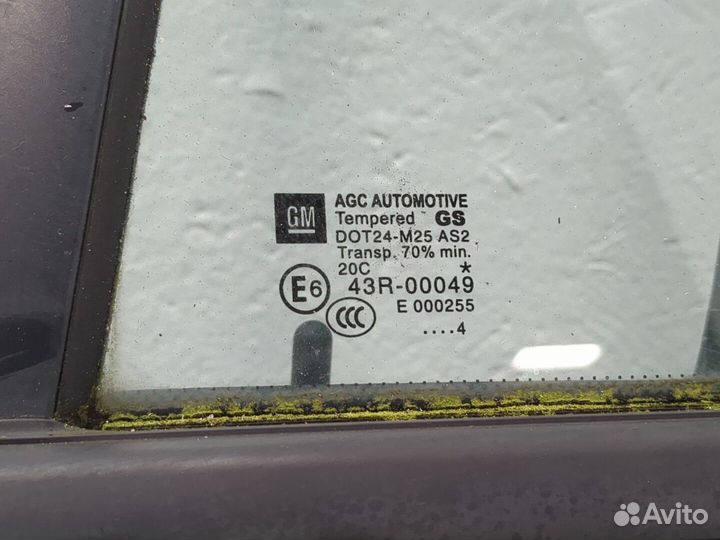 GM
AGC AUTOMOTIVE
Tempered GS
DOT24-M25 AS2
Transp. 70% min.
20C *
E6 43R-00049
CCC E 000255
....4
Avito